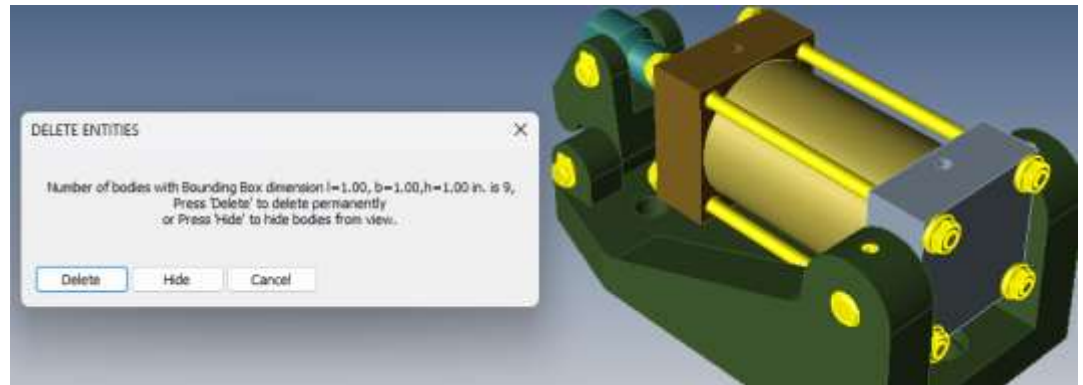 DELETE ENTITIES
Number of bodies with Bounding Box dimension l=1.00, b=1.00,h=1.00 in. is 9,
Press 'Delete' to delete permanently
or Press 'Hide' to hide bodies from view.
Delete Hide Cancel